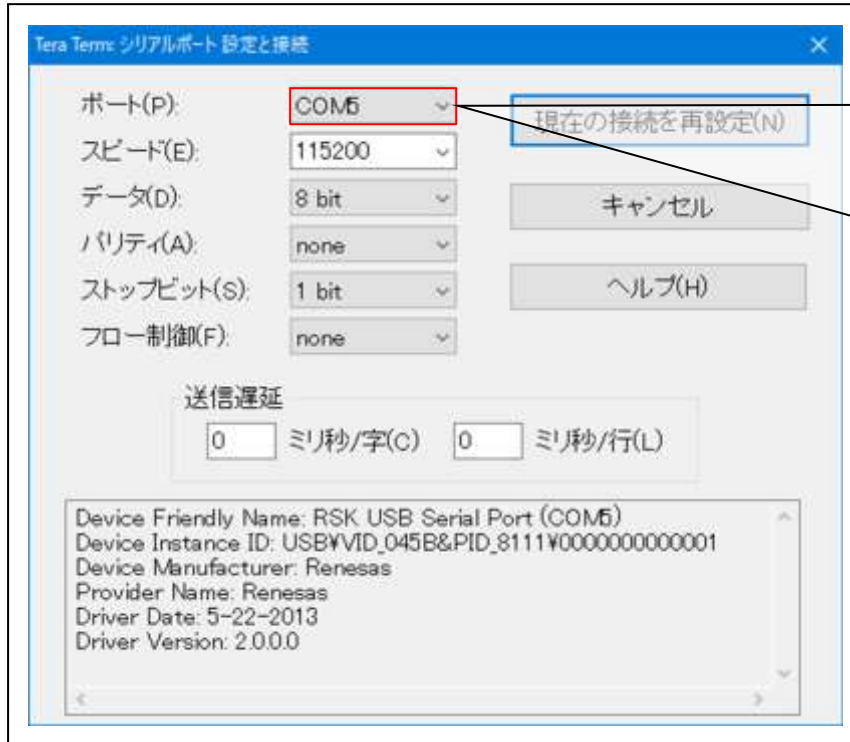 Tera Term: シリアルポート 設定と接続
ポート(P): COM5
現在の接続を再設定(N)
スピード(E): 115200
データ(D): 8 bit
キャンセル
パリティ(A): none
ストップビット(S): 1 bit
ヘルプ(H)
フロー制御(F): none
送信遅延
0 ミリ秒/字(C) 0 ミリ秒/行(L)
Device Friendly Name: RSK USB Serial Port (COM5)
Device Instance ID: USB¥VID_045B&PID_8111¥0000000000001
Device Manufacturer: Renesas
Provider Name: Renesas
Driver Date: 5-22-2013
Driver Version: 2.0.0.0